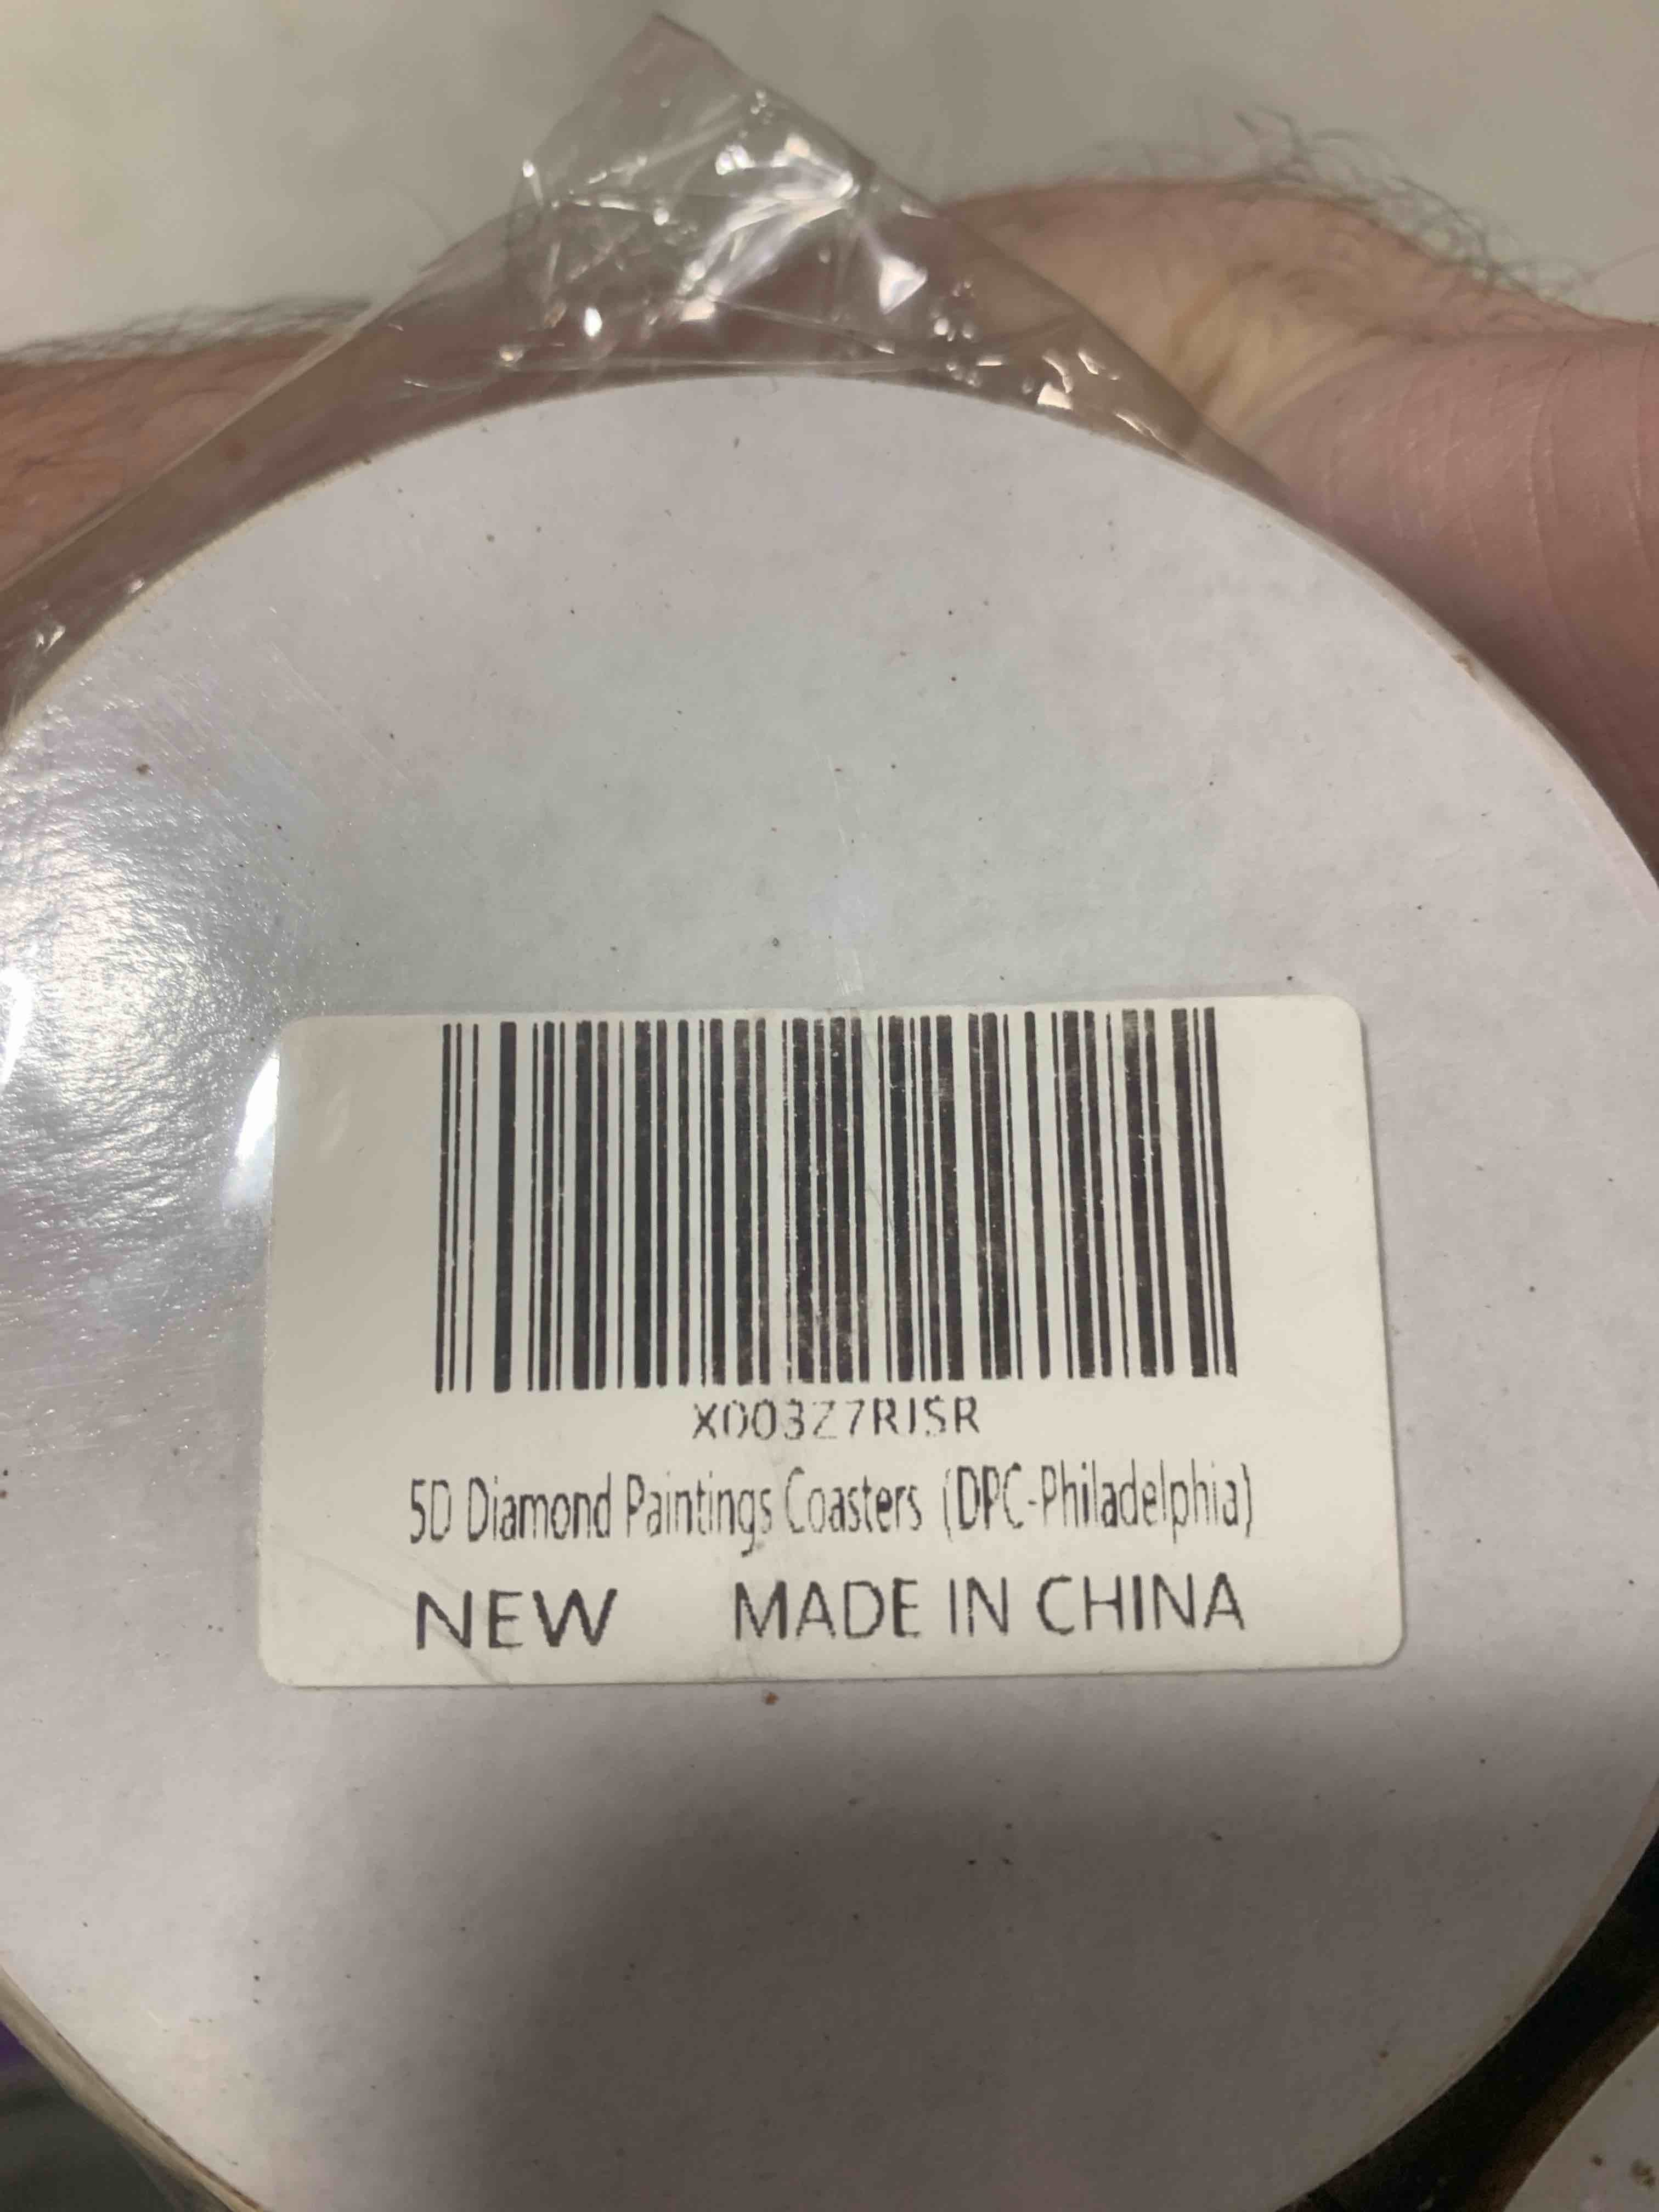 X003Z7RJSR
5D Diamond Paintings Coasters (DPC-Philadelphia)
NEW MADE IN CHINA